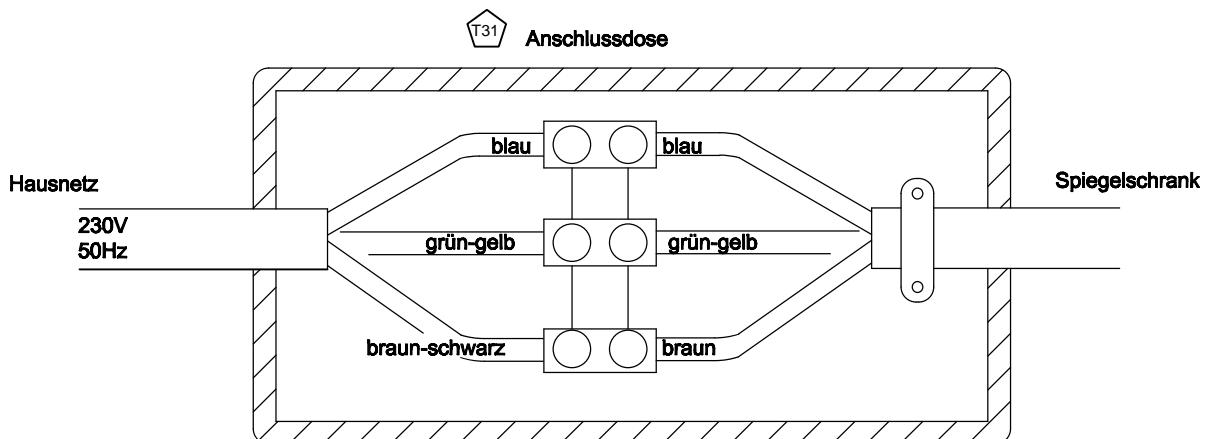 T31
Anschlussdose
blau
blau
Hausnetz
Spiegelschrank
230V
50Hz
grün-gelb
grün-gelb
braun-schwarz
braun